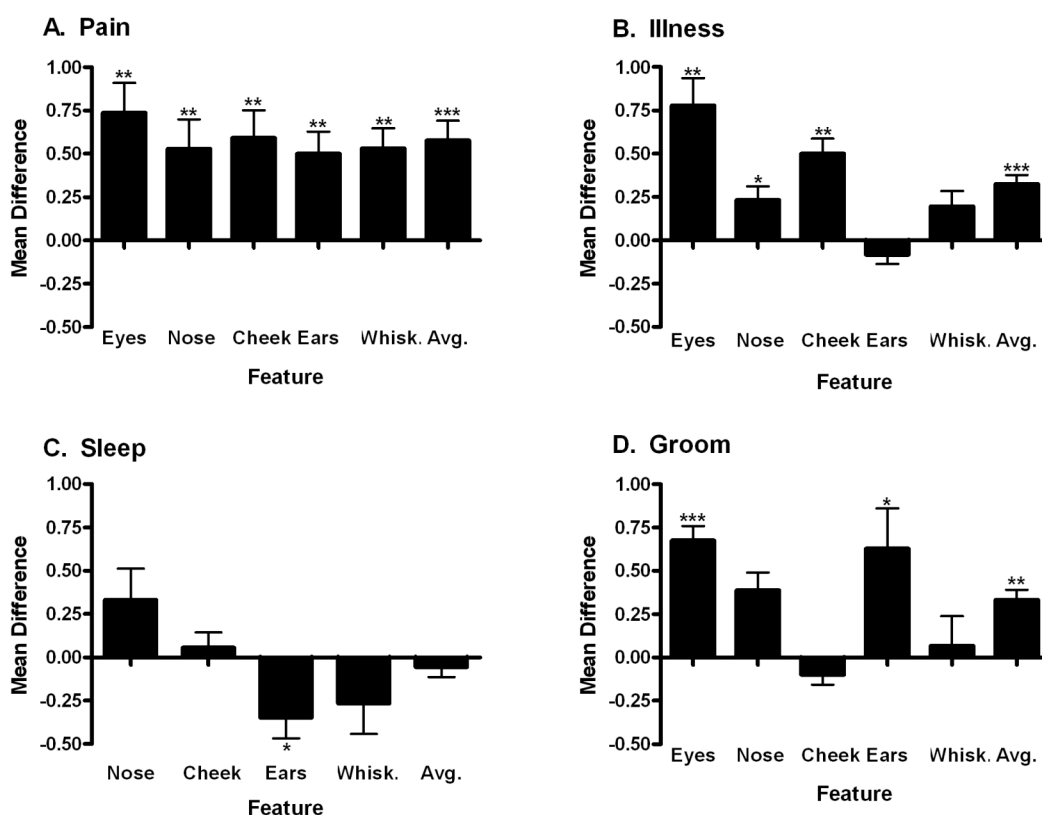 A. Pain
Mean Difference
1.00
0.75
0.50
0.25
0.00
-0.25
-0.50
** ** ** ** ** ***
Eyes Nose Cheek Ears Whisk. Avg.
Feature
B. Illness
Mean Difference
1.00
0.75
0.50
0.25
0.00
-0.25
-0.50
** * ** ***
Eyes Nose Cheek Ears Whisk. Avg.
Feature
C. Sleep
Mean Difference
1.00
0.75
0.50
0.25
0.00
-0.25
-0.50
*
Nose Cheek Ears Whisk. Avg.
Feature
D. Groom
Mean Difference
1.00
0.75
0.50
0.25
0.00
-0.25
-0.50
*** * **
Eyes Nose Cheek Ears Whisk. Avg.
Feature